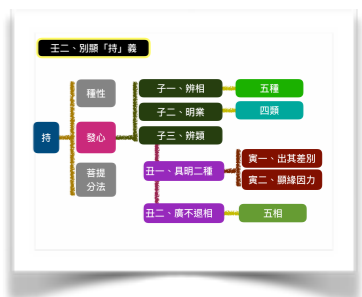 壬二、別顯「持」義
種性
子一、辨相
五種
子二、明業
四類
持
發心
子三、辨類
寅一、出其差別
丑一、具明二種
寅二、顯緣因力
菩提
分法
丑二、廣不退相
五相